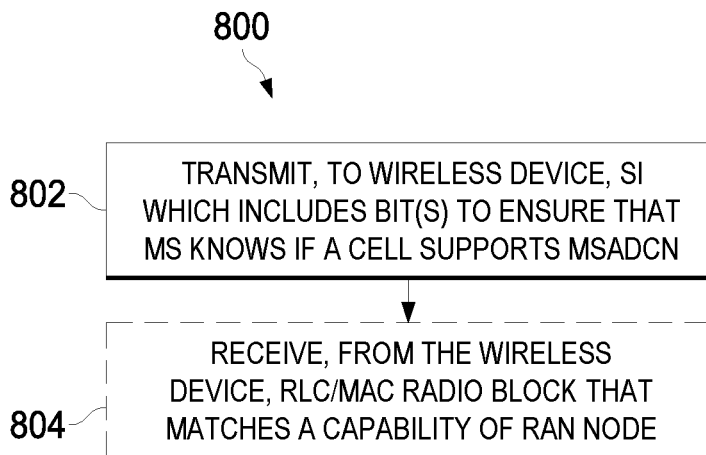 800
802
TRANSMIT, TO WIRELESS DEVICE, SI
WHICH INCLUDES BIT(S) TO ENSURE THAT
MS KNOWS IF A CELL SUPPORTS MSADCN
804
RECEIVE, FROM THE WIRELESS
DEVICE, RLC/MAC RADIO BLOCK THAT
MATCHES A CAPABILITY OF RAN NODE